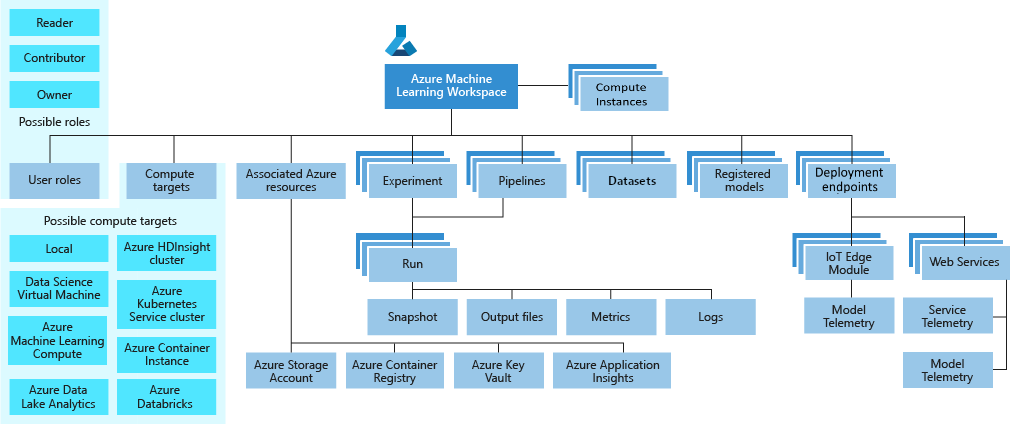 Reader
Contributor
Owner
Possible roles
Azure Machine
Learning Workspace
Compute
Instances
User roles
Compute
targets
Associated Azure
resources
Experiment
Pipelines
Datasets
Registered
models
Deployment
endpoints
Possible compute targets
Local
Azure HDInsight
cluster
Data Science
Virtual Machine
Azure
Kubernetes
Service cluster
Azure
Machine Learning
Compute
Azure Container
Instance
Azure Data
Lake Analytics
Azure
Databricks
Run
IoT Edge
Module
Web Services
Snapshot
Output files
Metrics
Logs
Model
Telemetry
Service
Telemetry
Azure Storage
Account
Azure Container
Registry
Azure Key
Vault
Azure Application
Insights
Model
Telemetry